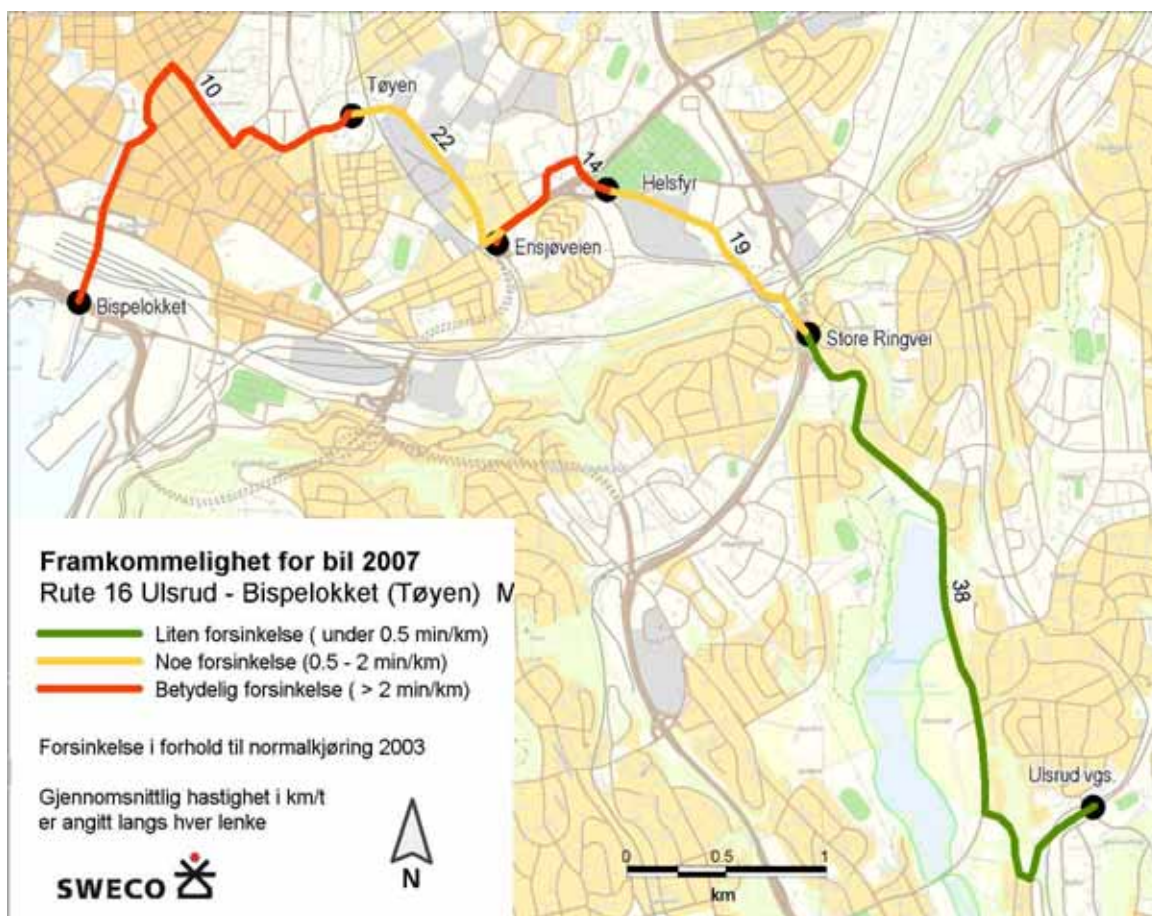 10
Tøyen
22
14
Helsfyr
Ensjøveien
19
Bispelokket
Store Ringvei
38
Ulsrud vgs.
Framkommelighet for bil 2007
Rute 16 Ulsrud - Bispelokket (Tøyen) M
Liten forsinkelse ( under 0.5 min/km)
Noe forsinkelse (0.5 - 2 min/km)
Betydelig forsinkelse ( > 2 min/km)
Forsinkelse i forhold til normalkjøring 2003
Gjennomsnittlig hastighet i km/t
er angitt langs hver lenke
SWECO
N
0 0.5 1
km